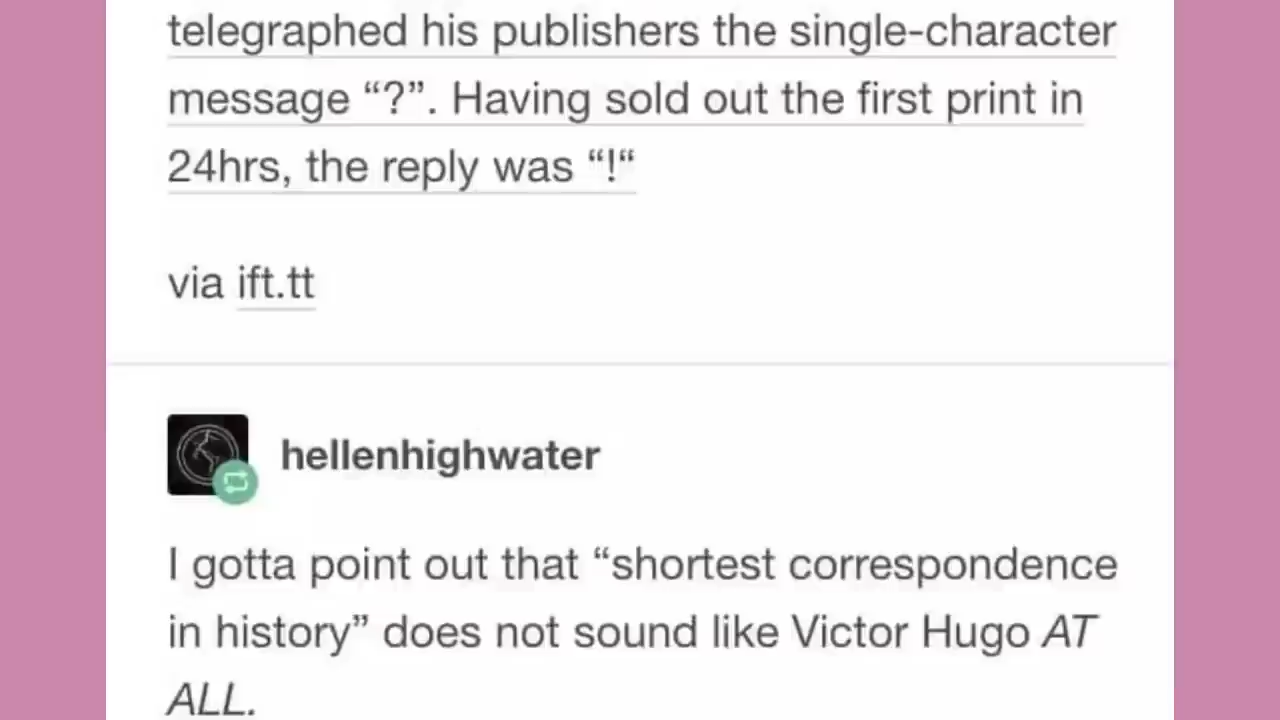 telegraphed his publishers the single-character
message “?”. Having sold out the first print in
24hrs, the reply was “!“
via ift.tt
hellenhighwater
I gotta point out that “shortest correspondence
in history” does not sound like Victor Hugo AT
ALL.